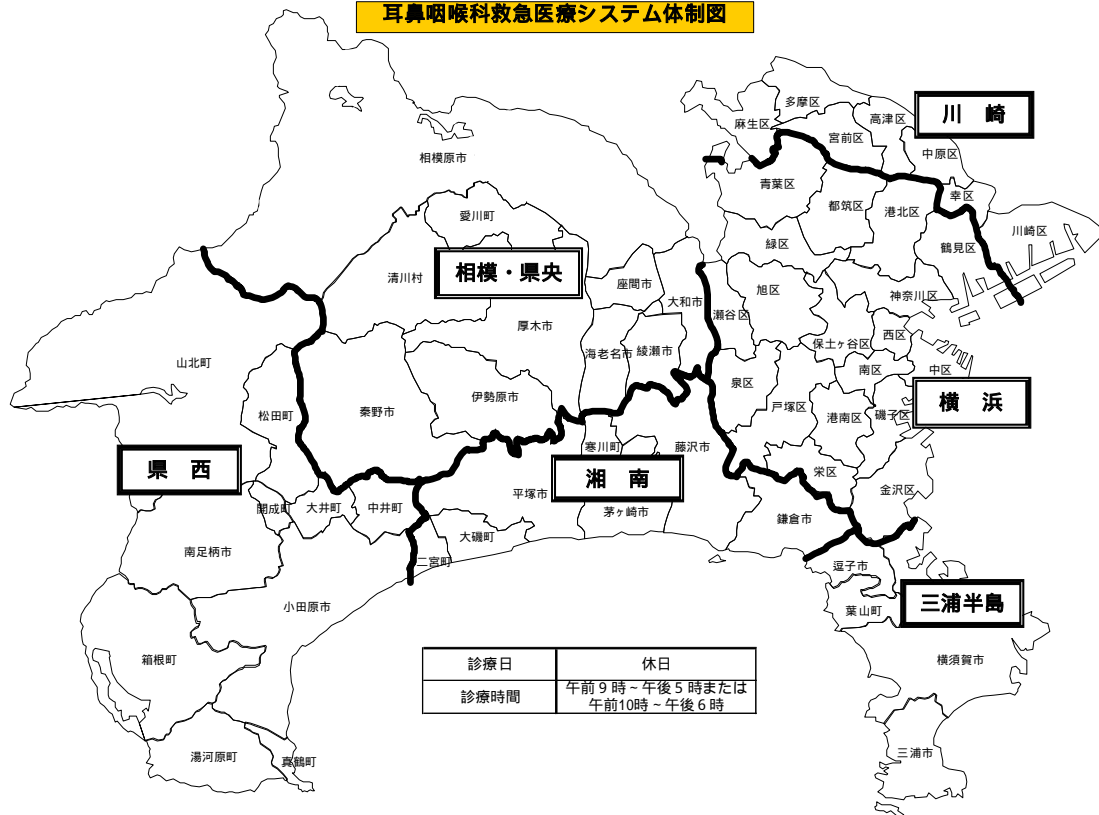 耳鼻咽喉科救急医療システム体制図
多摩区
川　崎
高津区
麻生区
宮前区
中原区
相模原市
青葉区
幸区
愛川町
都筑区
港北区
川崎区
緑区
鶴見区
相模・県央
清川村
座間市
旭区
神奈川区
大和市
瀬谷区
厚木市
西区
保土ヶ谷区
海老名市
綾瀬市
山北町
南区
中区
泉区
伊勢原市
横　浜
秦野市
戸塚区
松田町
港南区
磯子区
寒川町
藤沢市
県　西
湘　南
栄区
金沢区
平塚市
開成町
大井町
中井町
茅ヶ崎市
鎌倉市
大磯町
南足柄市
二宮町
逗子市
三浦半島
小田原市
葉山町
箱根町
横須賀市
診療日
休日
診療時間
午前９時～午後５時または
午前10時～午後６時
三浦市
湯河原町
真鶴町